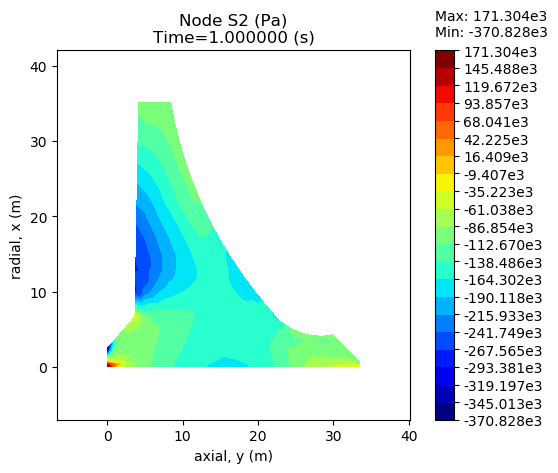 Node S2 (Pa)
Time=1.000000 (s)
Max: 171.304e3
Min: -370.828e3
171.304e3
145.488e3
119.672e3
93.857e3
68.041e3
42.225e3
16.409e3
-9.407e3
-35.223e3
-61.038e3
-86.854e3
-112.670e3
-138.486e3
-164.302e3
-190.118e3
-215.933e3
-241.749e3
-267.565e3
-293.381e3
-319.197e3
-345.013e3
-370.828e3
radial, x (m)
40
30
20
10
0
0 10 20 30 40
axial, y (m)